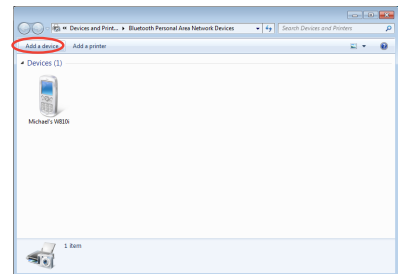 « Devices and Print... ▸ Bluetooth Personal Area Network Devices
Search Devices and Printers
Add a device
Add a printer
Devices (1)
Michael's W810i
1 item